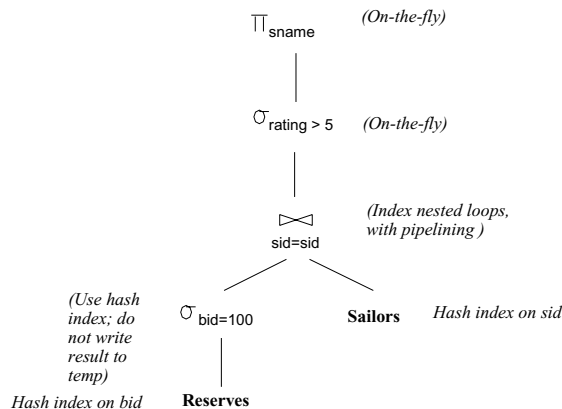 π sname (On-the-fly)
σ rating > 5 (On-the-fly)
⋈ (Index nested loops,
with pipelining )
sid=sid
(Use hash
index; do
not write
result to
temp)
σ bid=100
Sailors
Hash index on sid
Hash index on bid
Reserves